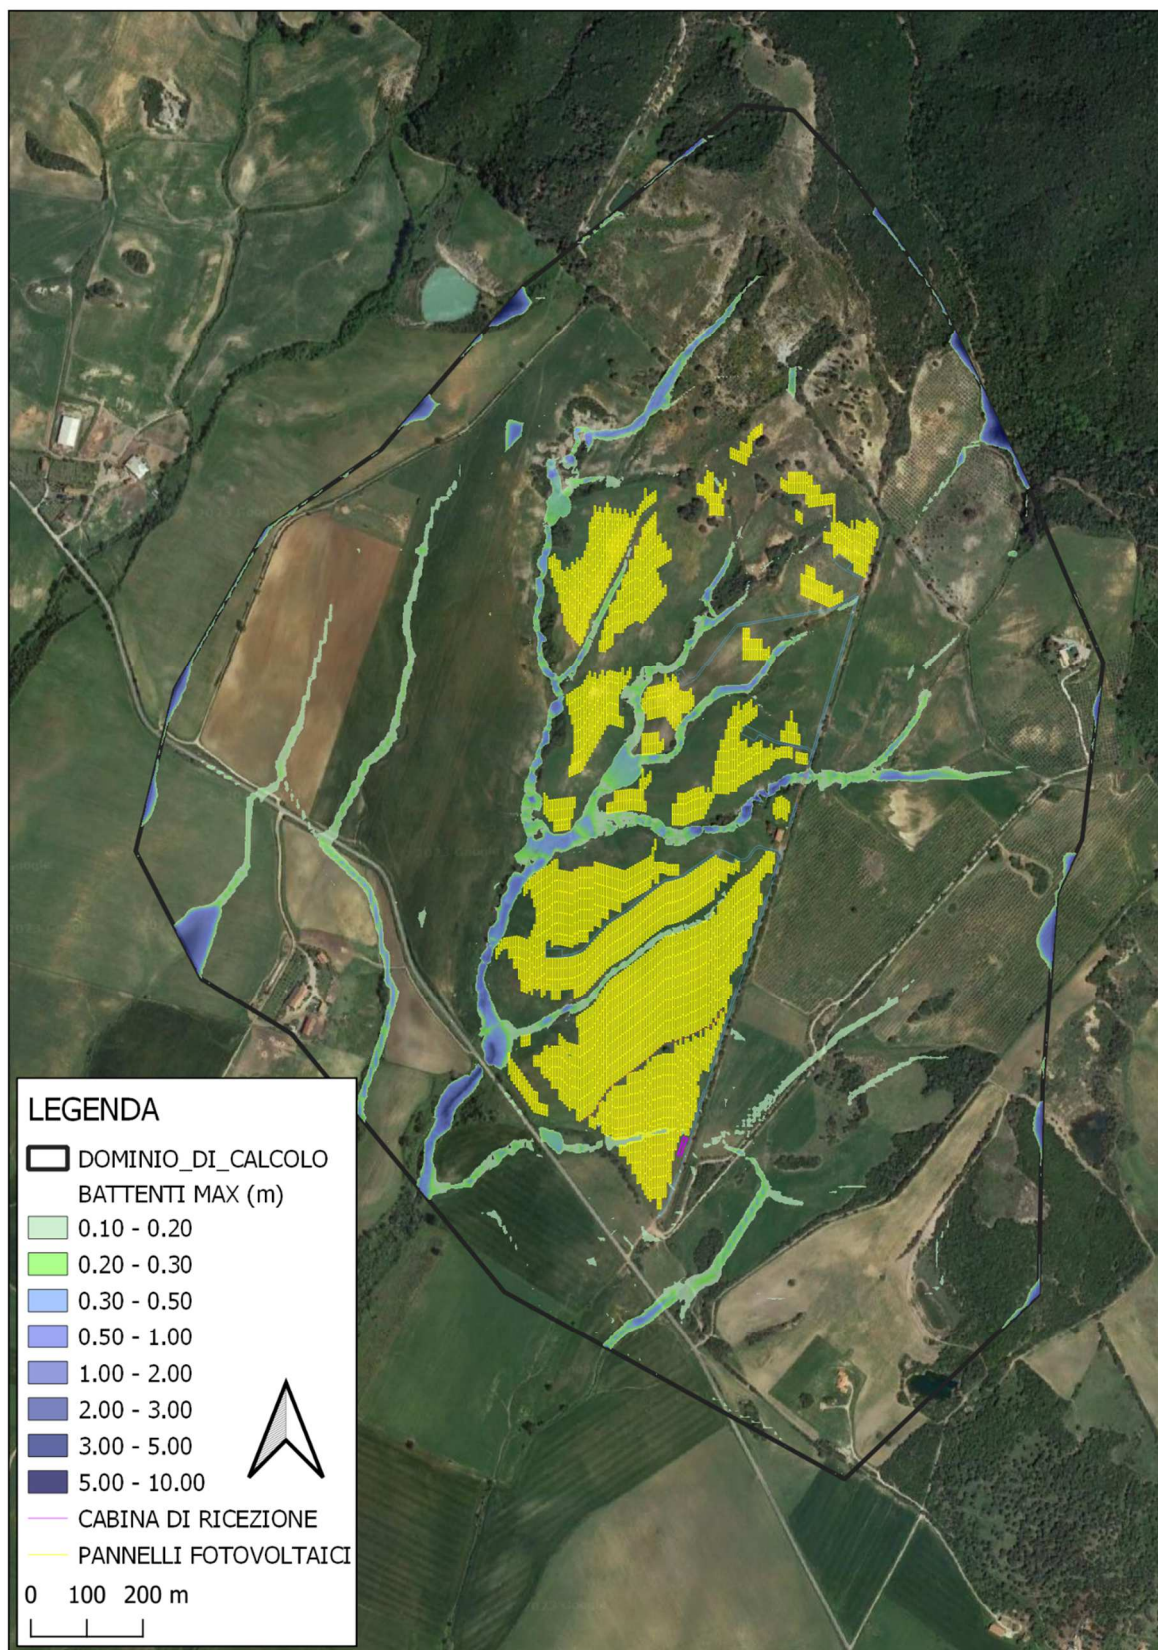 LEGENDA
DOMINIO_DI_CALCOLO
BATTENTI MAX (m)
0.10 - 0.20
0.20 - 0.30
0.30 - 0.50
0.50 - 1.00
1.00 - 2.00
2.00 - 3.00
3.00 - 5.00
5.00 - 10.00
CABINA DI RICEZIONE
PANNELLI FOTOVOLTAICI
0 100 200 m